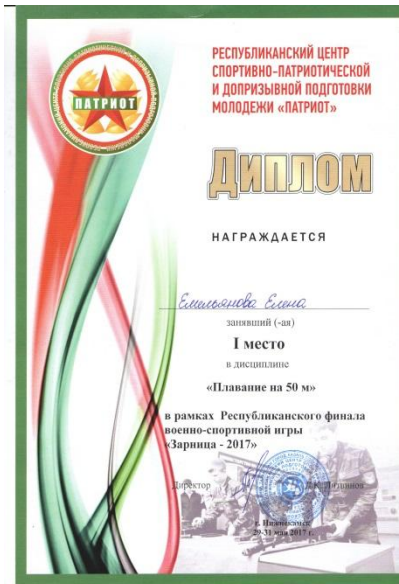 ПАТРИОТ
РЕСПУБЛИКАНСКИЙ ЦЕНТР
СПОРТИВНО-ПАТРИОТИЧЕСКОЙ
И ДОПРИЗЫВНОЙ ПОДГОТОВКИ
МОЛОДЕЖИ «ПАТРИОТ»
Диплом
НАГРАЖДАЕТСЯ
Емельянова Елена
занявший (-ая)
I место
в дисциплине
«Плавание на 50 м»
в рамках Республиканского финала
военно-спортивной игры
«Зарница - 2017»
Директор
г. Нижнекамск
29-31 мая 2017 г.